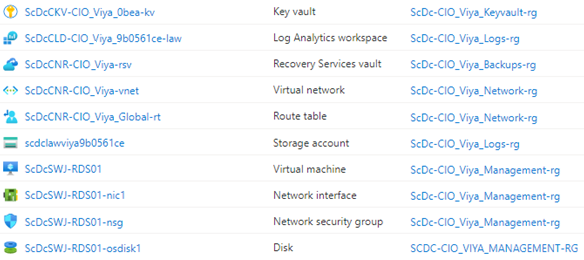 ScDcCKV-CIO_Viya_0bea-kv Key vault ScDc-CIO_Viya_Keyvault-rg
ScDcCLD-CIO_Viya_9b0561ce-law Log Analytics workspace ScDc-CIO_Viya_Logs-rg
ScDcCNR-CIO_Viya-rsv Recovery Services vault ScDc-CIO_Viya_Backups-rg
ScDcCNR-CIO_Viya-vnet Virtual network ScDc-CIO_Viya_Network-rg
ScDcCNR-CIO_Viya_Global-rt Route table ScDc-CIO_Viya_Network-rg
scdclawviya9b0561ce Storage account ScDc-CIO_Viya_Logs-rg
ScDcSWJ-RDS01 Virtual machine ScDc-CIO_Viya_Management-rg
ScDcSWJ-RDS01-nic1 Network interface ScDc-CIO_Viya_Management-rg
ScDcSWJ-RDS01-nsg Network security group ScDc-CIO_Viya_Management-rg
ScDcSWJ-RDS01-osdisk1 Disk SCDC-CIO_VIYA_MANAGEMENT-RG